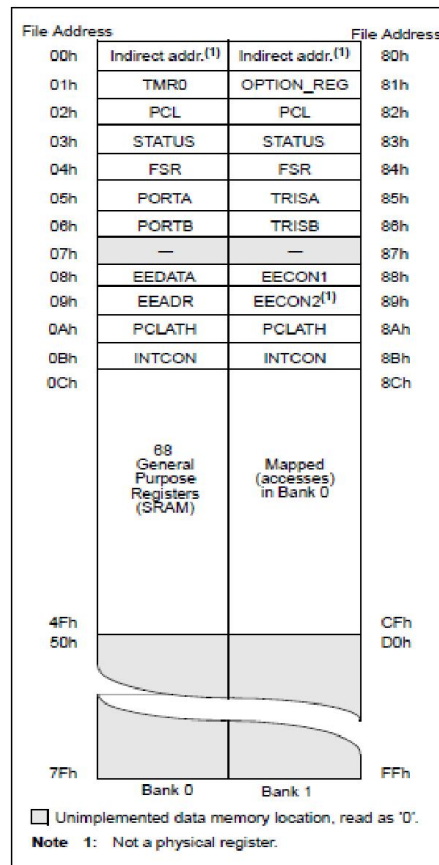 File Address File Address
00h Indirect addr.(1) Indirect addr.(1) 80h
01h TMR0 OPTION_REG 81h
02h PCL PCL 82h
03h STATUS STATUS 83h
04h FSR FSR 84h
05h PORTA TRISA 85h
06h PORTB TRISB 86h
07h — — 87h
08h EEDATA EECON1 88h
09h EEADR EECON2(1) 89h
0Ah PCLATH PCLATH 8Ah
0Bh INTCON INTCON 8Bh
0Ch 8Ch
68
General
Purpose
Registers
(SRAM)
Mapped
(accesses)
in Bank 0
4Fh CFh
50h D0h
7Fh FFh
Bank 0 Bank 1
Unimplemented data memory location, read as '0'.
Note 1: Not a physical register.